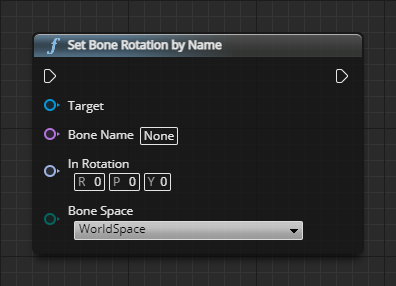 f Set Bone Rotation by Name
Target
Bone Name None
In Rotation
R 0 P 0 Y 0
Bone Space
WorldSpace